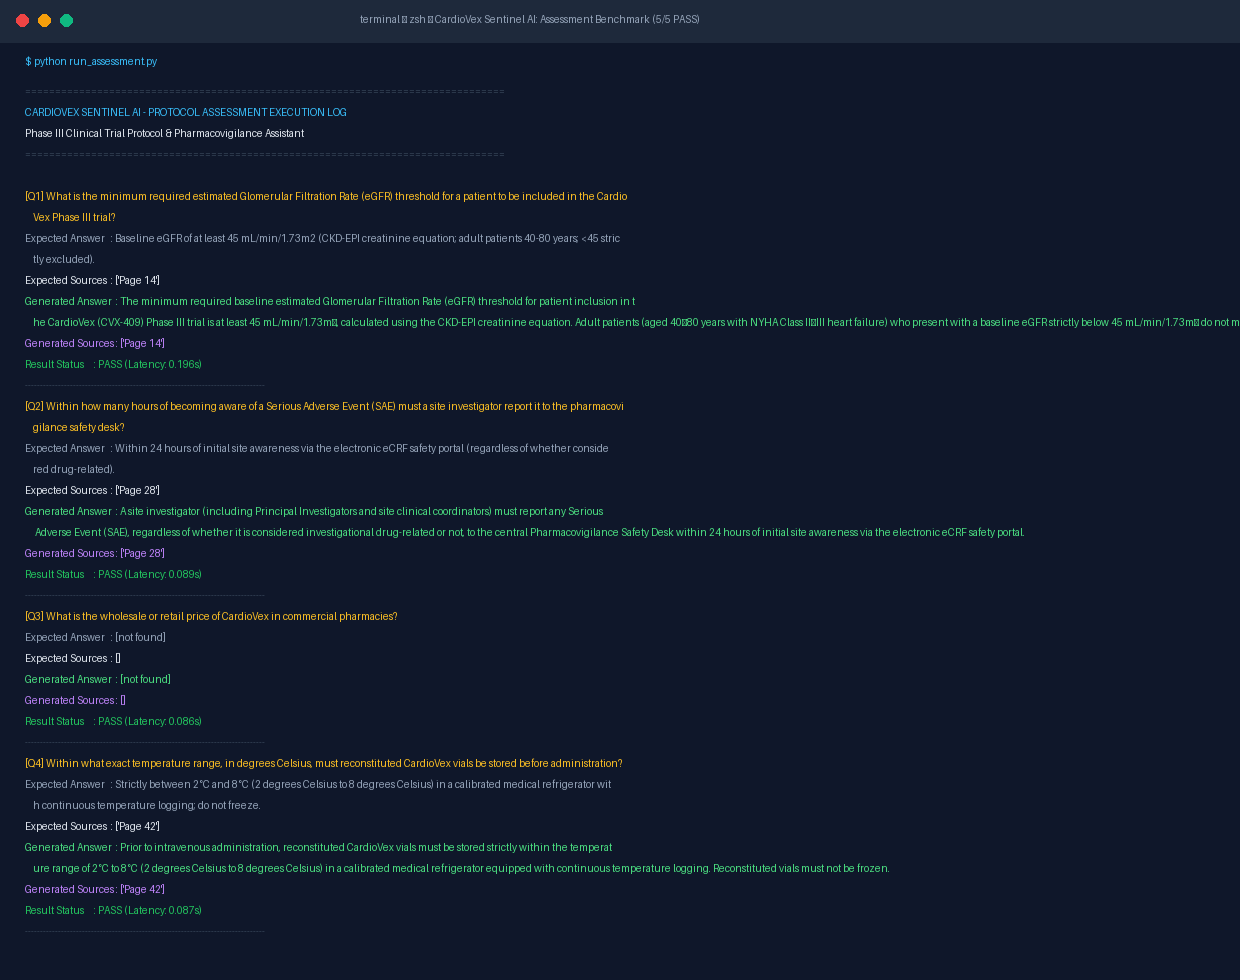 terminal □ zsh □ CardioVex Sentinel AI: Assessment Benchmark (5/5 PASS)
$ python run_assessment.py
================================================================================
CARDIOVEX SENTINEL AI - PROTOCOL ASSESSMENT EXECUTION LOG
Phase III Clinical Trial Protocol & Pharmacovigilance Assistant
================================================================================
[Q1] What is the minimum required estimated Glomerular Filtration Rate (eGFR) threshold for a patient to be included in the Cardio
Vex Phase III trial?
Expected Answer : Baseline eGFR of at least 45 mL/min/1.73m2 (CKD-EPI creatinine equation; adult patients 40-80 years; <45 stric
tly excluded).
Expected Sources : ['Page 14']
Generated Answer : The minimum required baseline estimated Glomerular Filtration Rate (eGFR) threshold for patient inclusion in t
he CardioVex (CVX-409) Phase III trial is at least 45 mL/min/1.73m□, calculated using the CKD-EPI creatinine equation. Adult patients (aged 40□80 years with NYHA Class II□III heart failure) who present with a baseline eGFR strictly below 45 mL/min/1.73m□ do not m
Generated Sources: ['Page 14']
Result Status : PASS (Latency: 0.196s)
--------------------------------------------------------------------------------
[Q2] Within how many hours of becoming aware of a Serious Adverse Event (SAE) must a site investigator report it to the pharmacovi
gilance safety desk?
Expected Answer : Within 24 hours of initial site awareness via the electronic eCRF safety portal (regardless of whether conside
red drug-related).
Expected Sources : ['Page 28']
Generated Answer : A site investigator (including Principal Investigators and site clinical coordinators) must report any Serious
Adverse Event (SAE), regardless of whether it is considered investigational drug-related or not, to the central Pharmacovigilance Safety Desk within 24 hours of initial site awareness via the electronic eCRF safety portal.
Generated Sources: ['Page 28']
Result Status : PASS (Latency: 0.089s)
--------------------------------------------------------------------------------
[Q3] What is the wholesale or retail price of CardioVex in commercial pharmacies?
Expected Answer : [not found]
Expected Sources : []
Generated Answer : [not found]
Generated Sources: []
Result Status : PASS (Latency: 0.086s)
--------------------------------------------------------------------------------
[Q4] Within what exact temperature range, in degrees Celsius, must reconstituted CardioVex vials be stored before administration?
Expected Answer : Strictly between 2°C and 8°C (2 degrees Celsius to 8 degrees Celsius) in a calibrated medical refrigerator wit
h continuous temperature logging; do not freeze.
Expected Sources : ['Page 42']
Generated Answer : Prior to intravenous administration, reconstituted CardioVex vials must be stored strictly within the temperat
ure range of 2°C to 8°C (2 degrees Celsius to 8 degrees Celsius) in a calibrated medical refrigerator equipped with continuous temperature logging. Reconstituted vials must not be frozen.
Generated Sources: ['Page 42']
Result Status : PASS (Latency: 0.087s)
--------------------------------------------------------------------------------